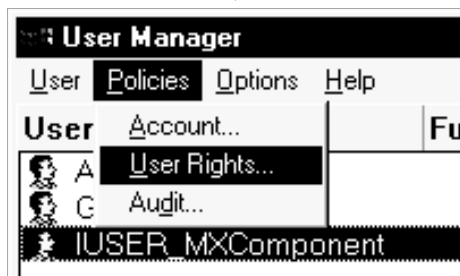 User Manager
User Policies Options Help
User Fu
Account...
A
User Rights...
G
Audit...
IUSER_MXComponent